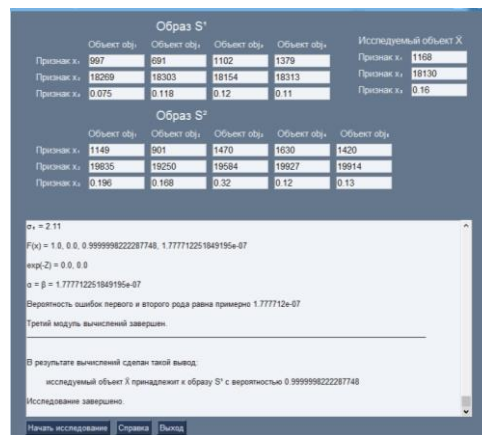 Образ S¹
Объект obj₁ Объект obj₂ Объект obj₃ Объект obj₄
Признак x₁ 997 691 1102 1379
Признак x₂ 18269 18303 18154 18313
Признак x₃ 0.075 0.118 0.12 0.11
Исследуемый объект X̄
Признак x₁ 1168
Признак x₂ 18130
Признак x₃ 0.16
Образ S²
Объект obj₁ Объект obj₂ Объект obj₃ Объект obj₄ Объект obj₅
Признак x₁ 1149 901 1470 1630 1420
Признак x₂ 19835 19250 19584 19927 19914
Признак x₃ 0.196 0.168 0.32 0.12 0.13
= 2.11
F(x) = 1.0, 0.0, 0.9999998222287748, 1.777712251849195e-07
exp(-Z) = 0.0, 0.0
α = β = 1.777712251849195e-07
Вероятность ошибок первого и второго рода равна примерно 1.777712e-07
Третий модуль вычислений завершен.
В результате вычислений сделан такой вывод:
исследуемый объект X̄ принадлежит к образу S¹ с вероятностью 0.9999998222287748
Исследование завершено.
Начать исследование Справка Выход